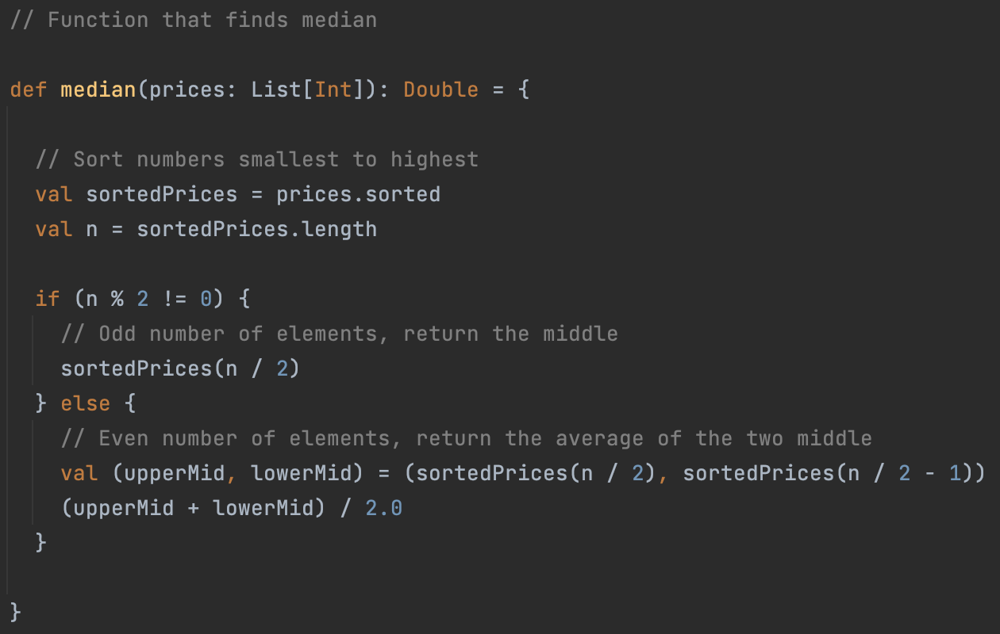 // Function that finds median
def median(prices: List[Int]): Double = {
// Sort numbers smallest to highest
val sortedPrices = prices.sorted
val n = sortedPrices.length
if (n % 2 != 0) {
// Odd number of elements, return the middle
sortedPrices(n / 2)
} else {
// Even number of elements, return the average of the two middle
val (upperMid, lowerMid) = (sortedPrices(n / 2), sortedPrices(n / 2 - 1))
(upperMid + lowerMid) / 2.0
}
}